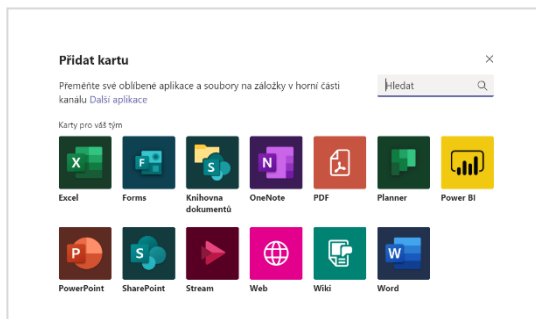 Přidat kartu
Přeměňte své oblíbené aplikace a soubory na záložky v horní části
kanálu Další aplikace
Hledat
Karty pro váš tým
Excel
Forms
Knihovna
dokumentů
OneNote
PDF
Planner
Power BI
PowerPoint
SharePoint
Stream
Web
Wiki
Word